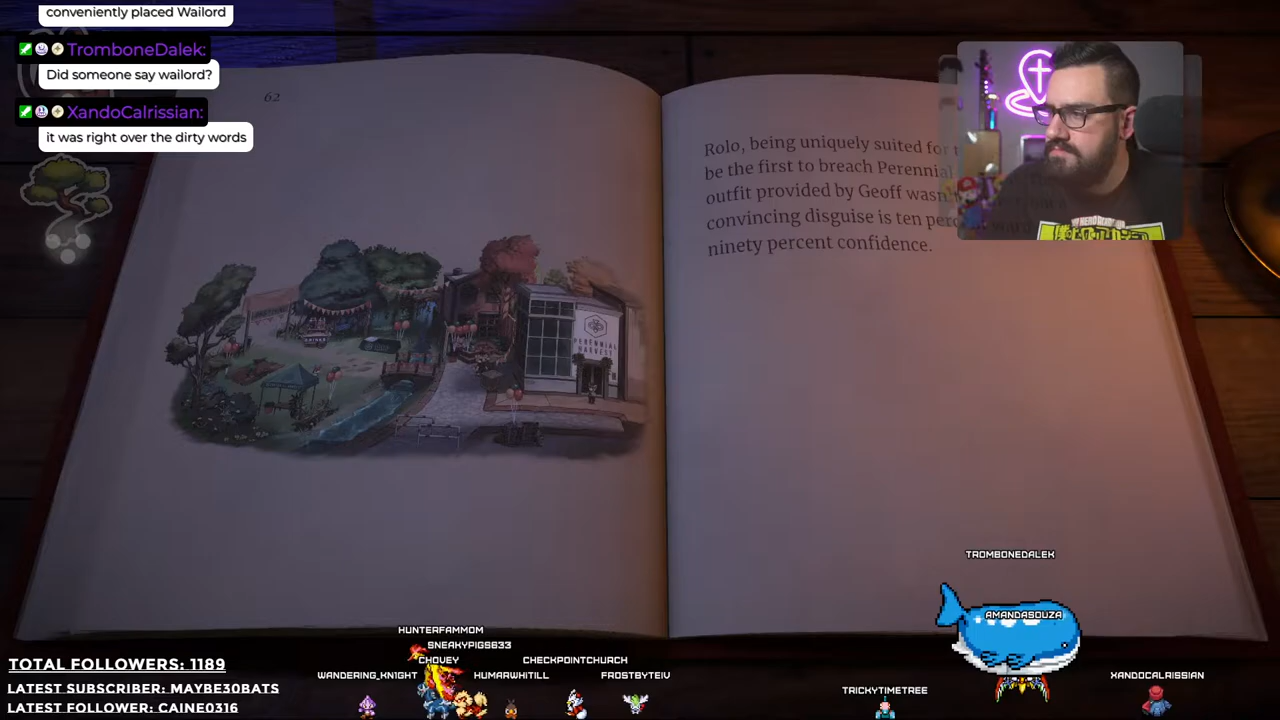 conveniently placed Wailord
TromboneDalek:
Did someone say wailord?
XandoCalrissian:
it was right over the dirty words
62
PERENNIAL
HARVEST
Rolo, being uniquely suited for
be the first to breach Perennial
outfit provided by Geoff wasn't
convincing disguise is ten
ninety percent confidence.
TROMBONEDALEK
AMANDASOUZA
HUNTERFAMMOM
SNEAKYPIGS633
CHOVEY
CHECKPOINTCHURCH
WANDERING_KN1GHT
HUMARWHITILL
FROSTBYTEIV
TRICKYTIMETREE
XANDOCALRISSIAN
TOTAL FOLLOWERS: 1189
LATEST SUBSCRIBER: MAYBE30BATS
LATEST FOLLOWER: CAINE0316